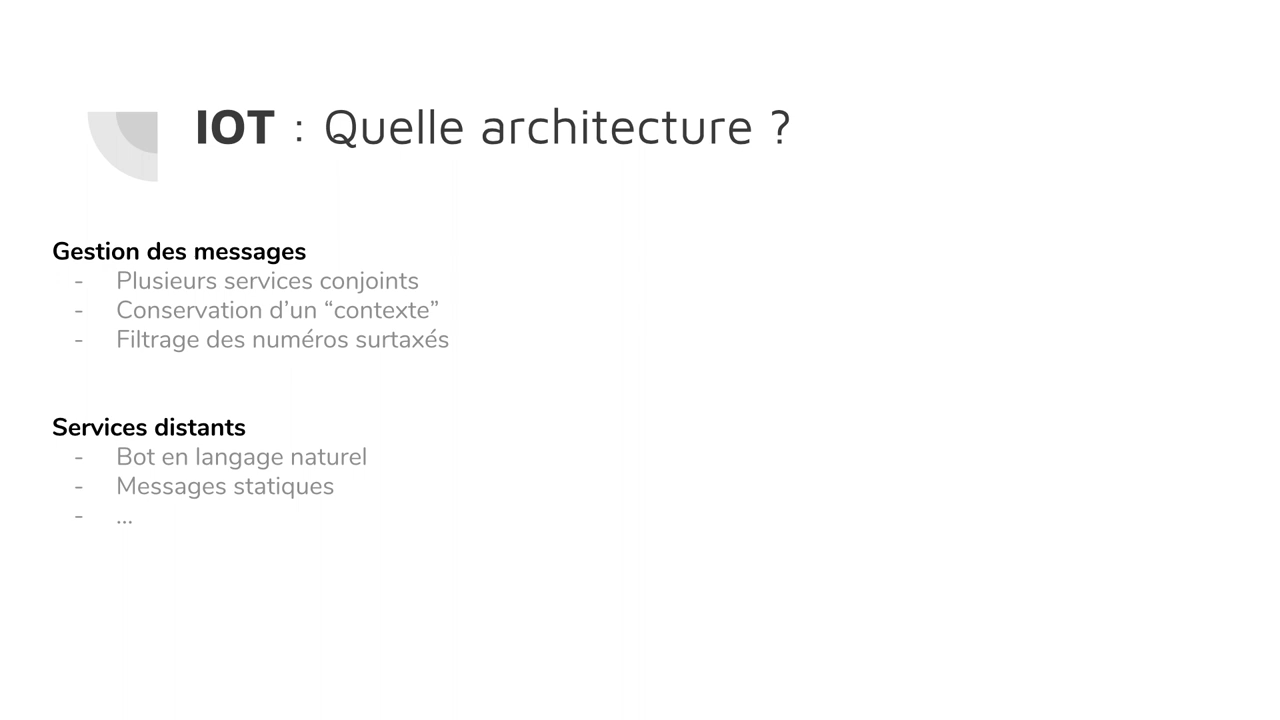 IOT : Quelle architecture ?
Gestion des messages
- Plusieurs services conjoints
- Conservation d’un “contexte”
- Filtrage des numéros surtaxés
Services distants
- Bot en langage naturel
- Messages statiques
- ...